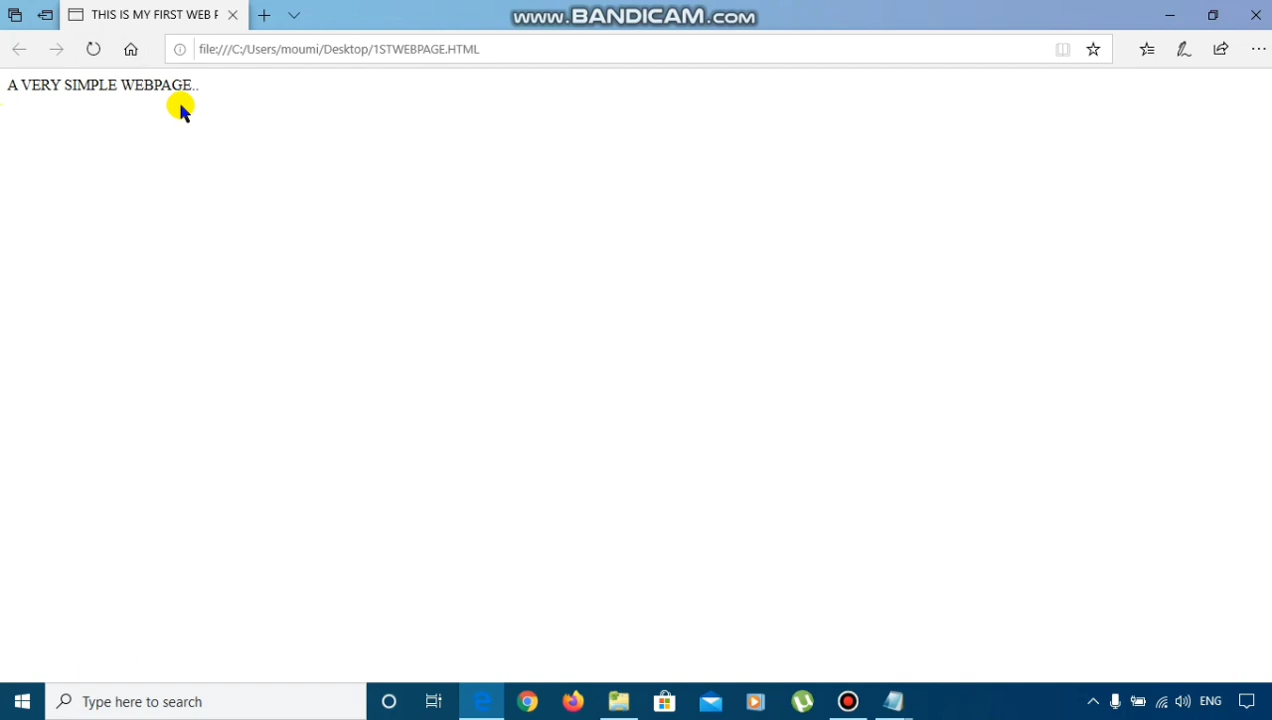 THIS IS MY FIRST WEB F
www.BANDICAM.com
file:///C:/Users/moumi/Desktop/1STWEBPAGE.HTML
A VERY SIMPLE WEBPAGE..
Type here to search
ENG